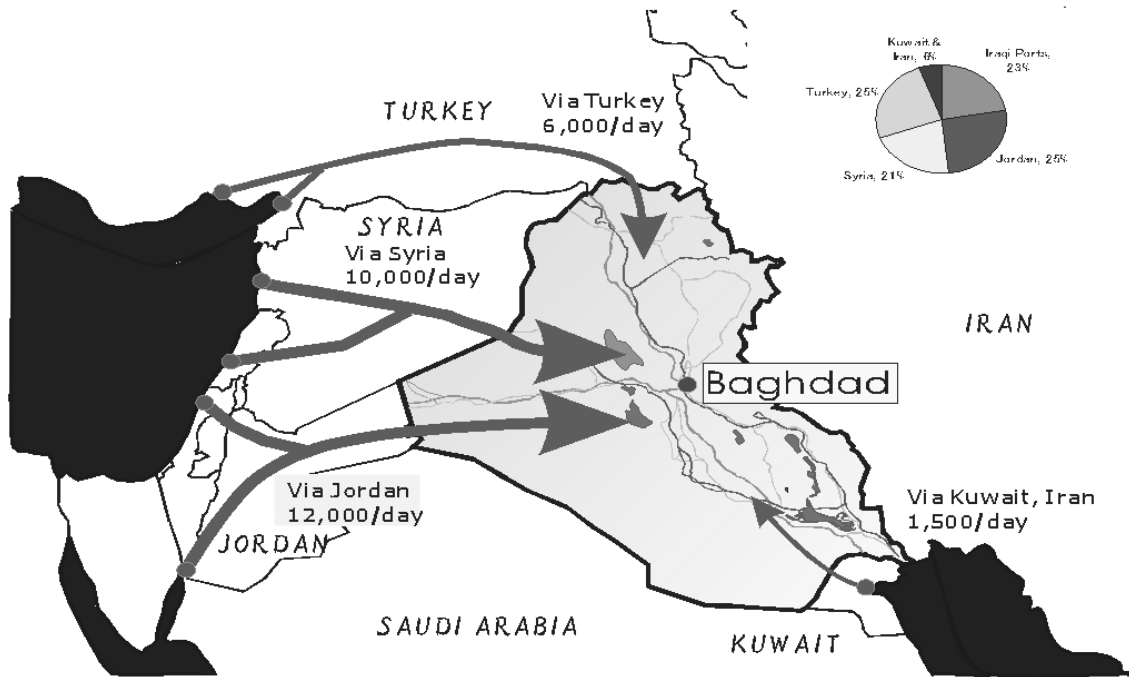 Kuwait &
Iran, 6%
Iraqi Ports,
23%
Turkey, 25%
Jordan, 25%
Syria, 21%
TURKEY
Via Turkey
6,000/day
SYRIA
Via Syria
10,000/day
IRAN
Baghdad
Via Jordan
12,000/day
JORDAN
Via Kuwait, Iran
1,500/day
SAUDI ARABIA
KUWAIT